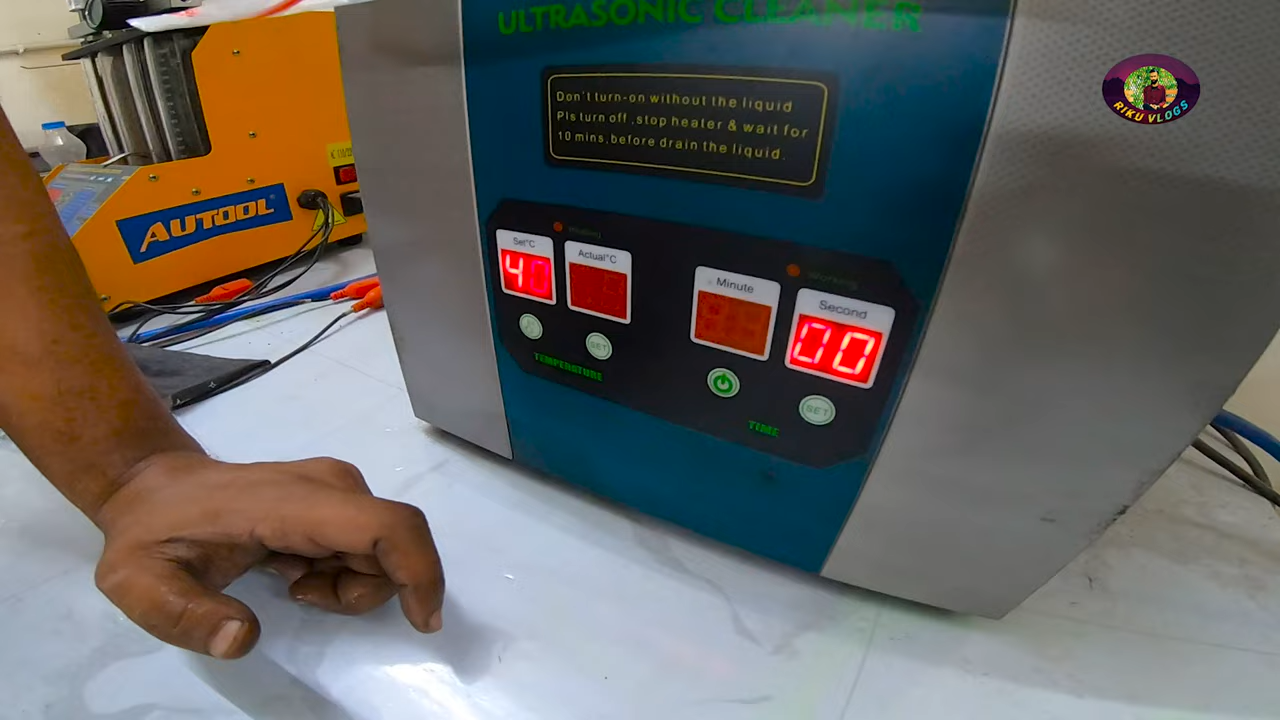 ULTRASONIC CLEANER
Don't turn-on without the liquid
Pls turn off ,stop heater & wait for
10 mins,before drain the liquid.
RIKU VLOGS
AUTOOL
Set°C
Actual°C
40
Minute
Working
Second
00
SET
TEMPERATURE
SET
TIME